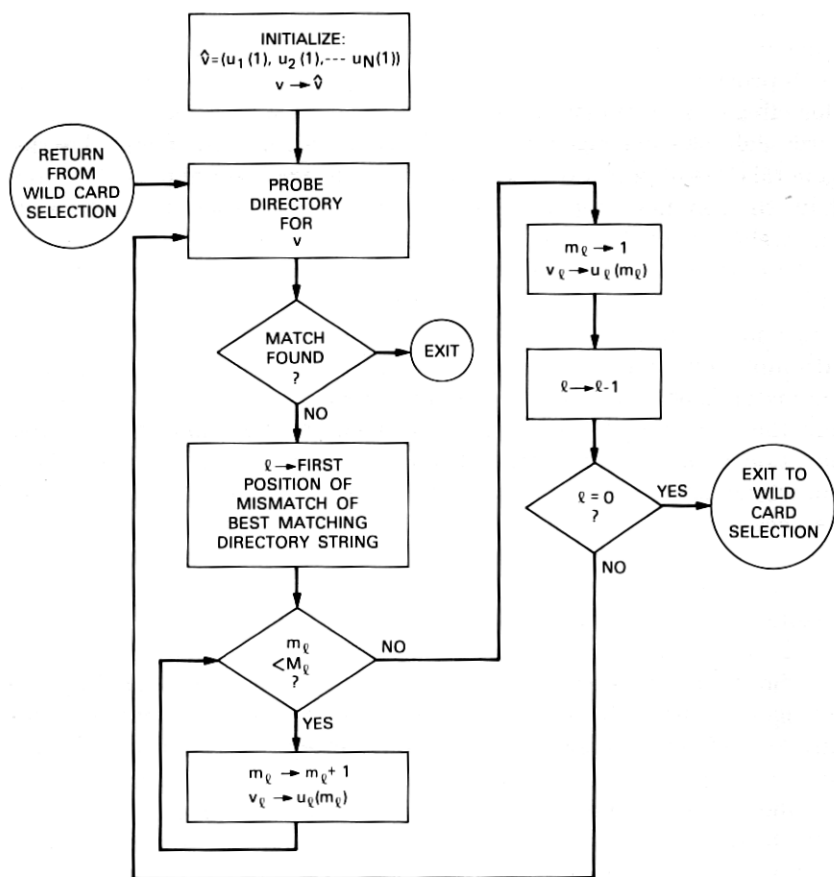 INITIALIZE:
v̂=(u₁(1), u₂(1),--- uN(1))
v → v̂
RETURN
FROM
WILD CARD
SELECTION
PROBE
DIRECTORY
FOR
v
MATCH
FOUND
?
EXIT
NO
ℓ → FIRST
POSITION OF
MISMATCH OF
BEST MATCHING
DIRECTORY STRING
mℓ
<Mℓ
?
NO
YES
mℓ → mℓ + 1
vℓ → uℓ(mℓ)
mℓ → 1
vℓ → uℓ(mℓ)
ℓ → ℓ-1
ℓ = 0
?
YES
NO
EXIT TO
WILD
CARD
SELECTION